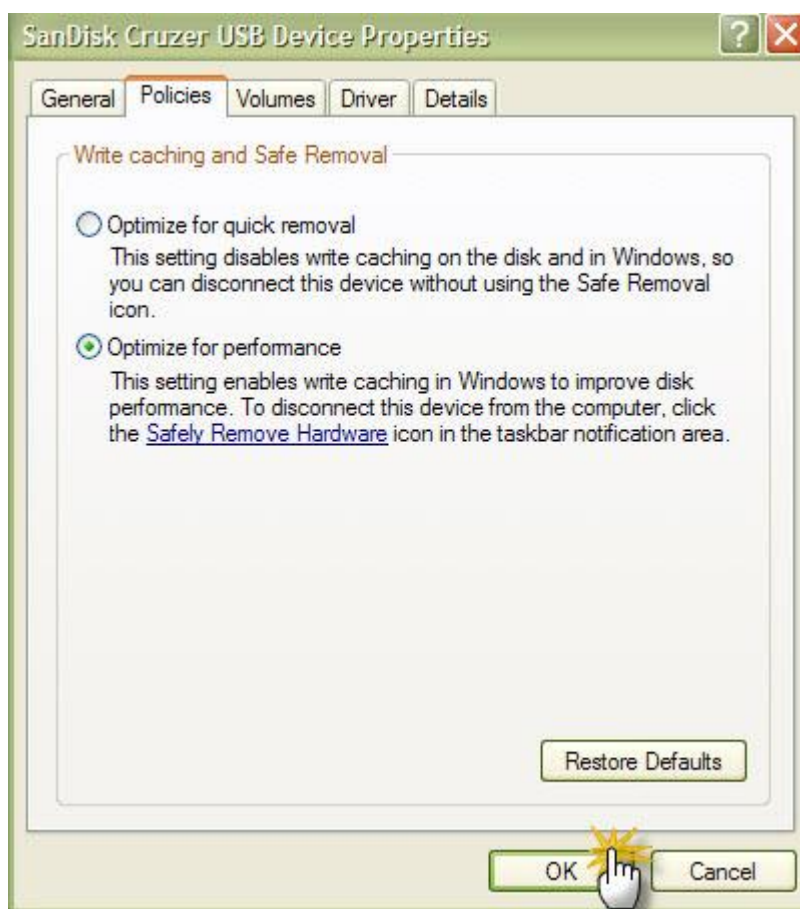 SanDisk Cruzer USB Device Properties
?
General Policies Volumes Driver Details
Write caching and Safe Removal
Optimize for quick removal
This setting disables write caching on the disk and in Windows, so
you can disconnect this device without using the Safe Removal
icon.
Optimize for performance
This setting enables write caching in Windows to improve disk
performance. To disconnect this device from the computer, click
the Safely Remove Hardware icon in the taskbar notification area.
Restore Defaults
OK Cancel